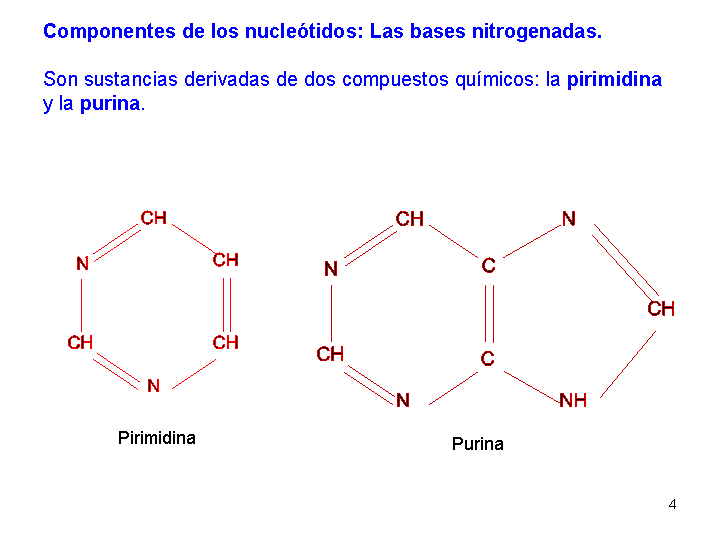 Componentes de los nucleótidos: Las bases nitrogenadas.
Son sustancias derivadas de dos compuestos químicos: la pirimidina
y la purina.
CH
N
CH
CH
CH
N
Pirimidina
CH
N
N
C
CH
CH
C
N
NH
Purina
4